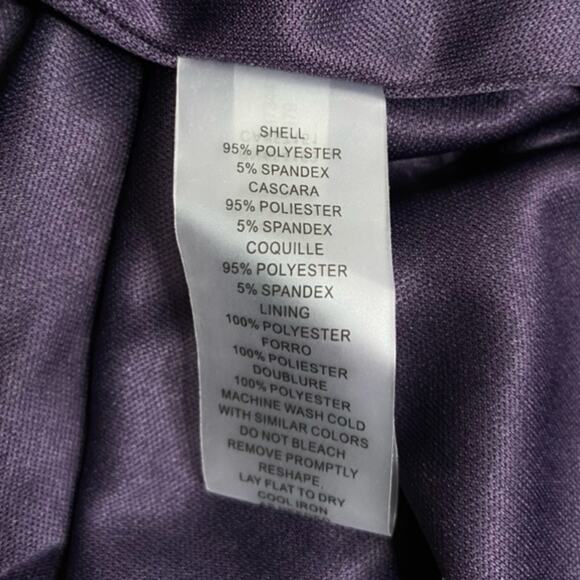 SHELL
95% POLYESTER
5% SPANDEX
CASCARA
95% POLIESTER
5% SPANDEX
COQUILLE
95% POLYESTER
5% SPANDEX
LINING
100% POLYESTER
FORRO
100% POLIESTER
DOUBLURE
100% POLYESTER
MACHINE WASH COLD
WITH SIMILAR COLORS
DO NOT BLEACH
REMOVE PROMPTLY
RESHAPE,
LAY FLAT TO DRY
COOL IRON